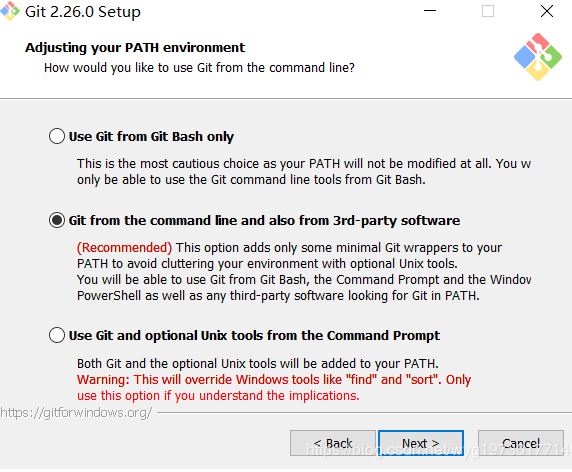 Git 2.26.0 Setup
Adjusting your PATH environment
How would you like to use Git from the command line?
Use Git from Git Bash only
This is the most cautious choice as your PATH will not be modified at all. You w
only be able to use the Git command line tools from Git Bash.
Git from the command line and also from 3rd-party software
(Recommended) This option adds only some minimal Git wrappers to your
PATH to avoid cluttering your environment with optional Unix tools.
You will be able to use Git from Git Bash, the Command Prompt and the Window
PowerShell as well as any third-party software looking for Git in PATH.
Use Git and optional Unix tools from the Command Prompt
Both Git and the optional Unix tools will be added to your PATH.
Warning: This will override Windows tools like "find" and "sort". Only
use this option if you understand the implications.
https://gitforwindows.org/
< Back Next > Cancel
https://blog.csdn.net/wyg1973017714